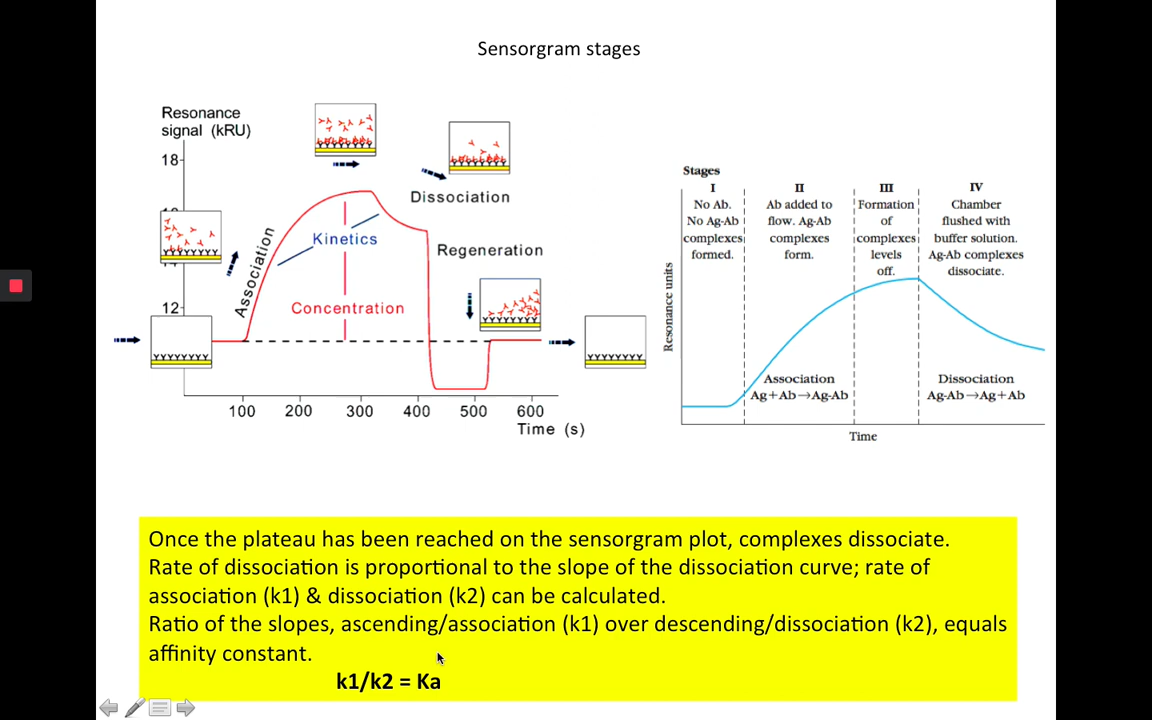 Sensorgram stages
Resonance
signal (kRU)
18
12
Association
Kinetics
Concentration
Dissociation
Regeneration
100 200 300 400 500 600
Time (s)
Stages
I
No Ab.
No Ag-Ab
complexes
formed.
II
Ab added to
flow. Ag-Ab
complexes
form.
III
Formation
of
complexes
levels
off.
IV
Chamber
flushed with
buffer solution.
Ag-Ab complexes
dissociate.
Resonance units
Association
Ag+Ab→Ag-Ab
Dissociation
Ag-Ab→Ag+Ab
Time
Once the plateau has been reached on the sensorgram plot, complexes dissociate.
Rate of dissociation is proportional to the slope of the dissociation curve; rate of
association (k1) & dissociation (k2) can be calculated.
Ratio of the slopes, ascending/association (k1) over descending/dissociation (k2), equals
affinity constant.
k1/k2 = Ka